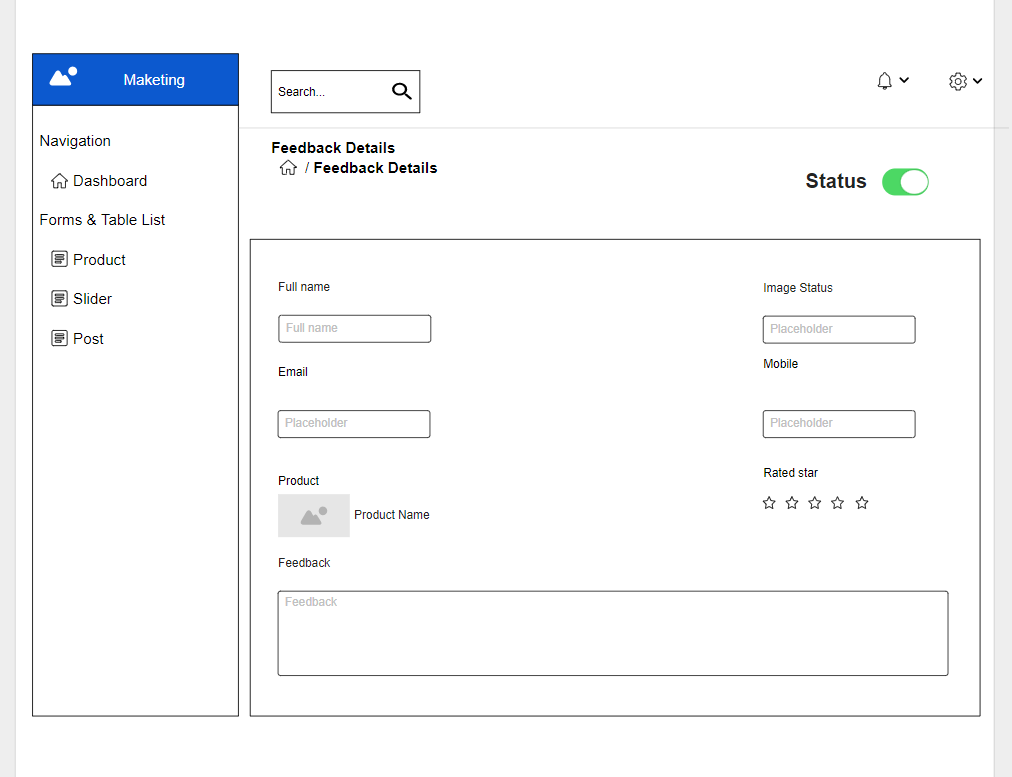 Maketing
Search...
Navigation
Dashboard
Forms & Table List
Product
Slider
Post
Feedback Details
/ Feedback Details
Status
Full name
Full name
Image Status
Placeholder
Email
Placeholder
Mobile
Placeholder
Product
Product Name
Rated star
Feedback
Feedback